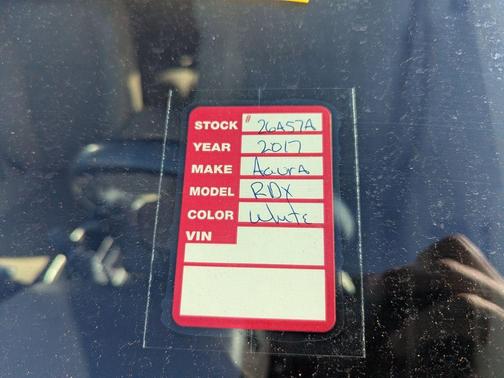 STOCK # 26457A
YEAR 2017
MAKE Acura
MODEL RDX
COLOR White
VIN